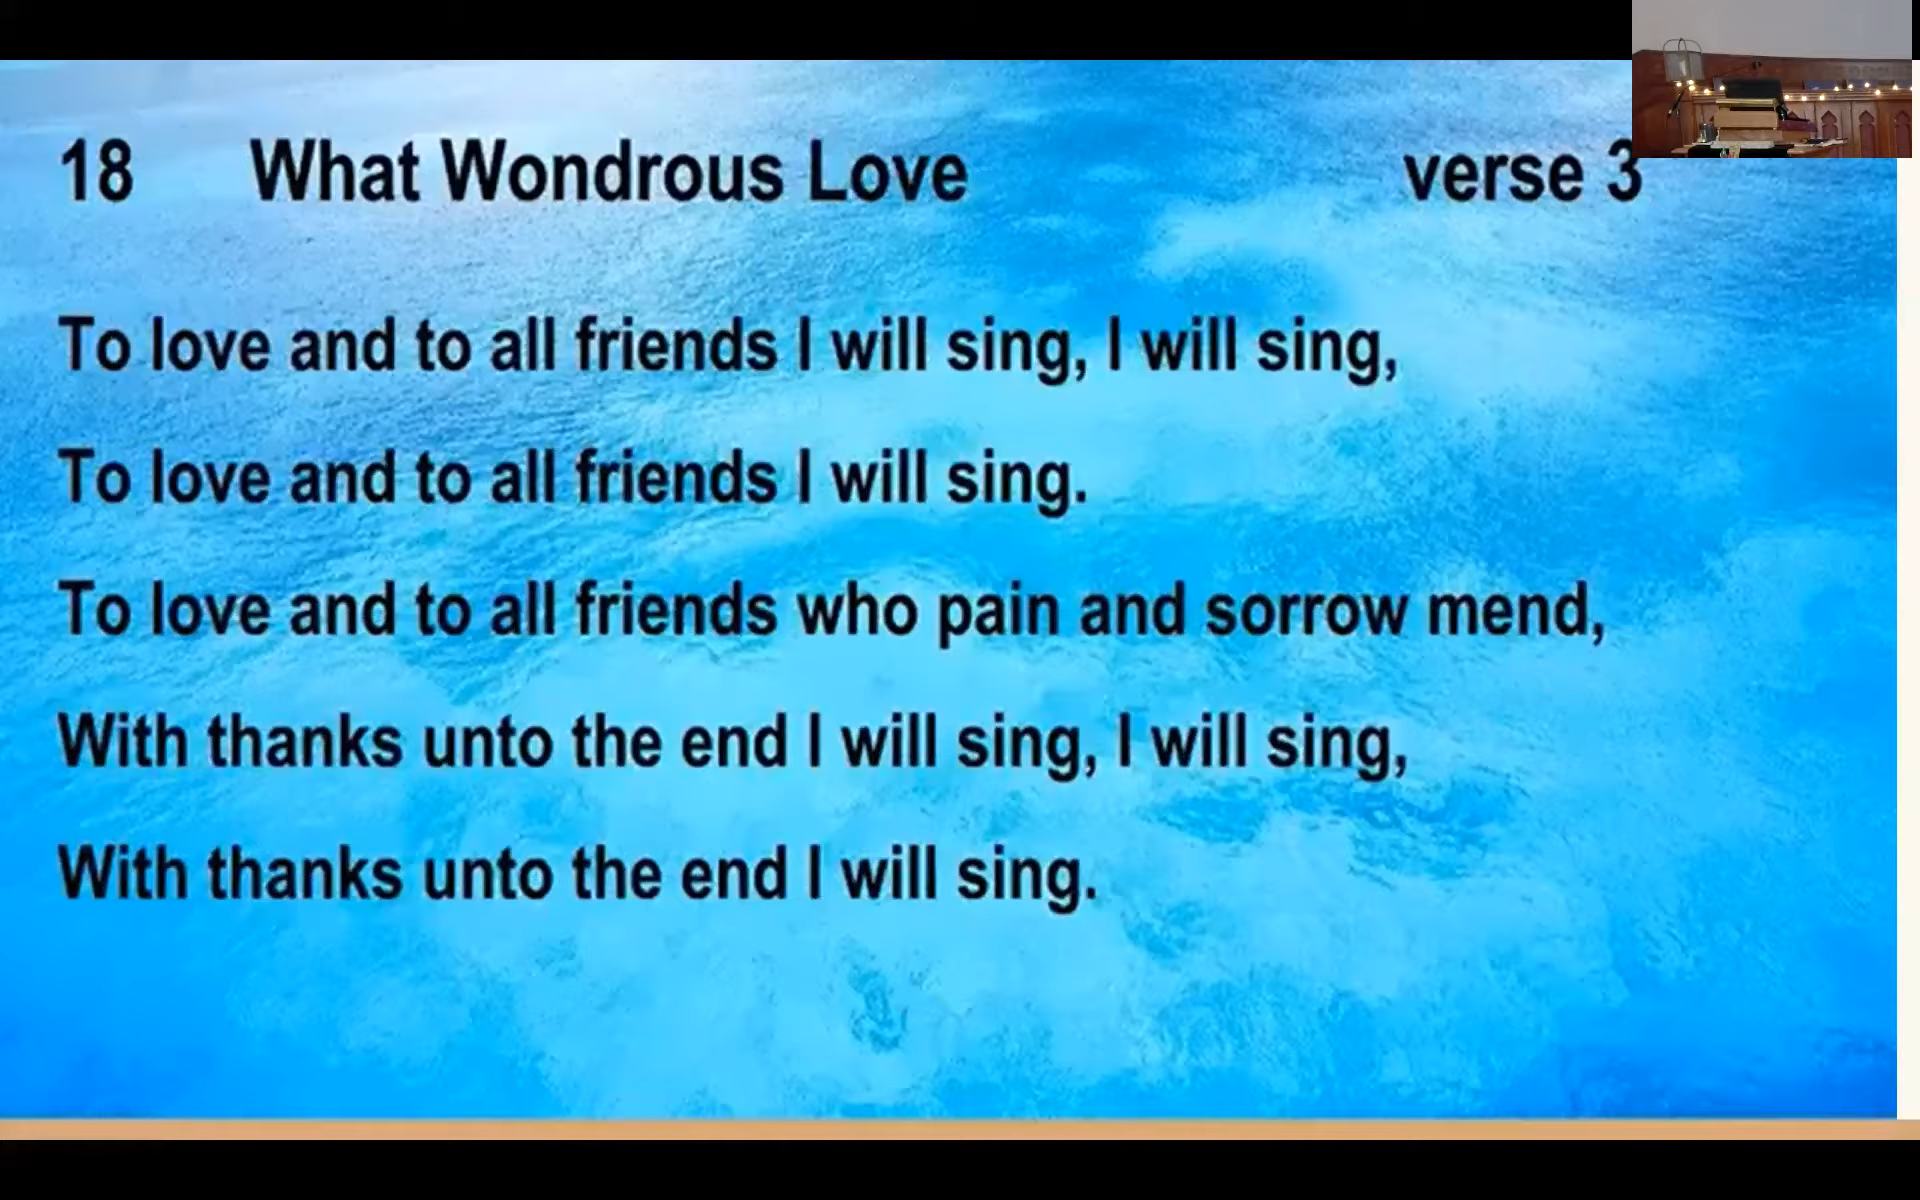 18 What Wondrous Love verse 3
To love and to all friends I will sing, I will sing,
To love and to all friends I will sing.
To love and to all friends who pain and sorrow mend,
With thanks unto the end I will sing, I will sing,
With thanks unto the end I will sing.